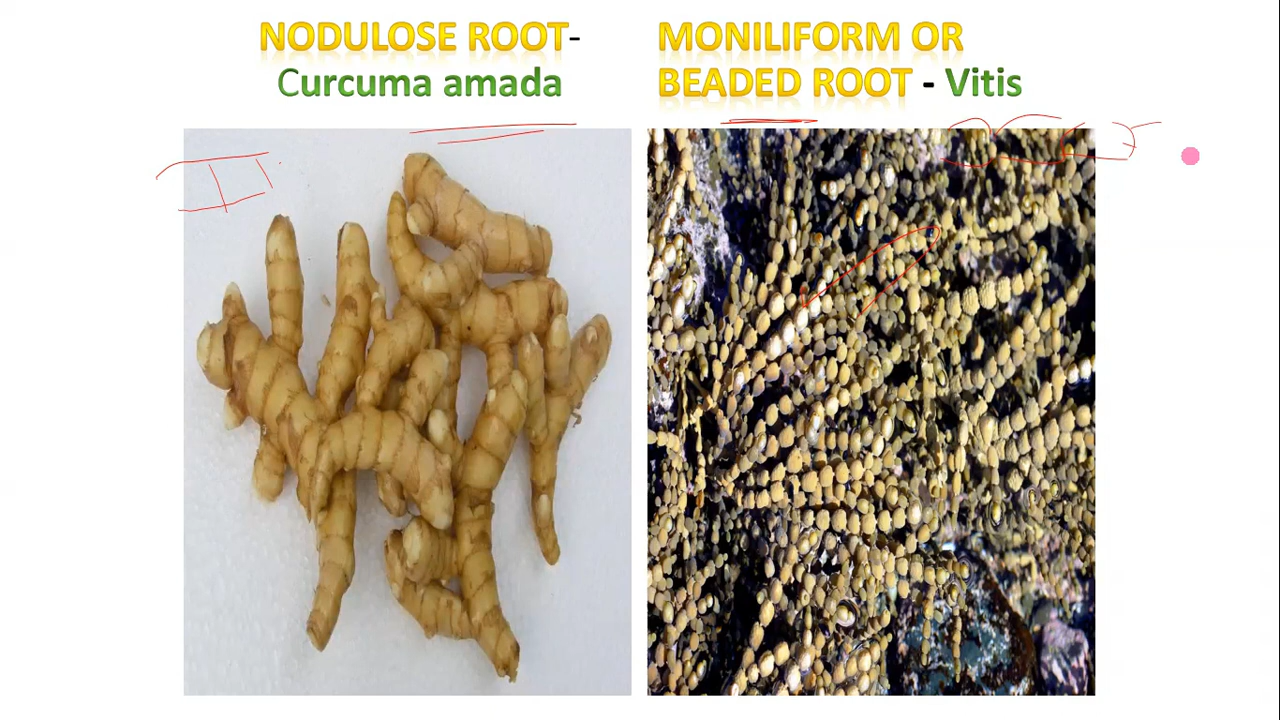 NODULOSE ROOT-
Curcuma amada
MONILIFORM OR
BEADED ROOT - Vitis